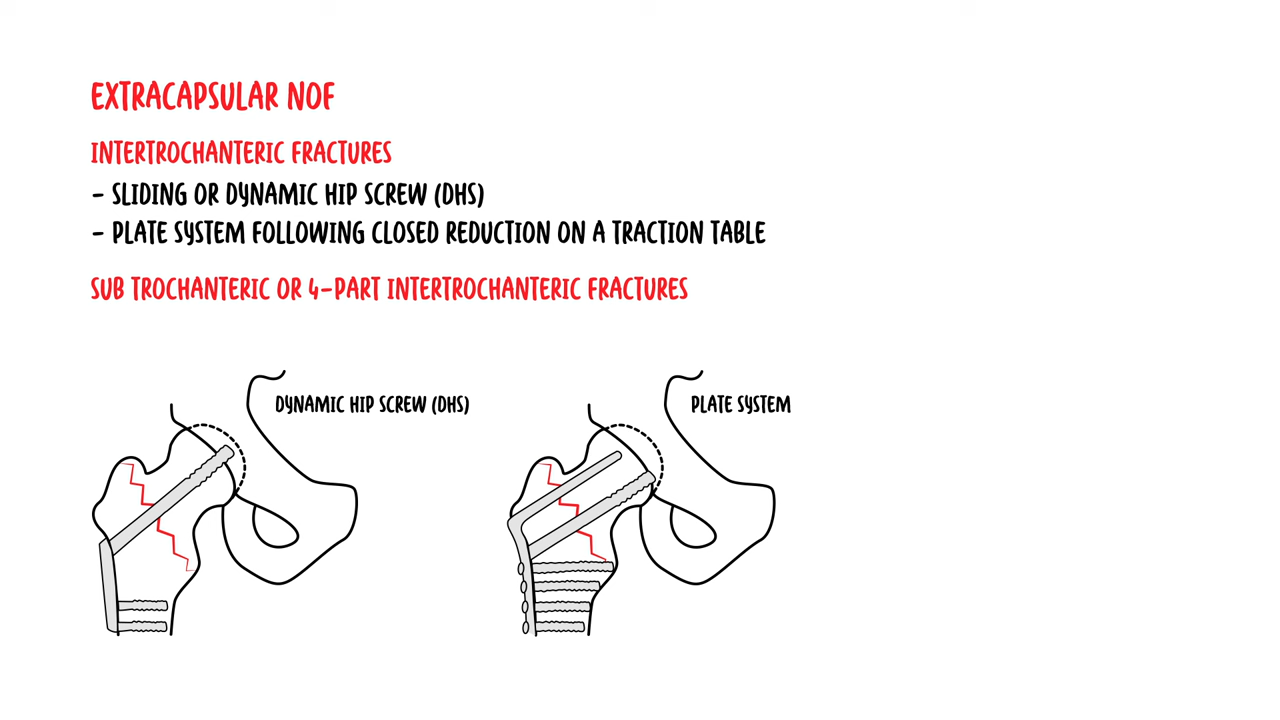 EXTRACAPSULAR NOF
INTERTROCHANTERIC FRACTURES
- SLIDING OR DYNAMIC HIP SCREW (DHS)
- PLATE SYSTEM FOLLOWING CLOSED REDUCTION ON A TRACTION TABLE
SUB TROCHANTERIC OR 4-PART INTERTROCHANTERIC FRACTURES
DYNAMIC HIP SCREW (DHS)
PLATE SYSTEM